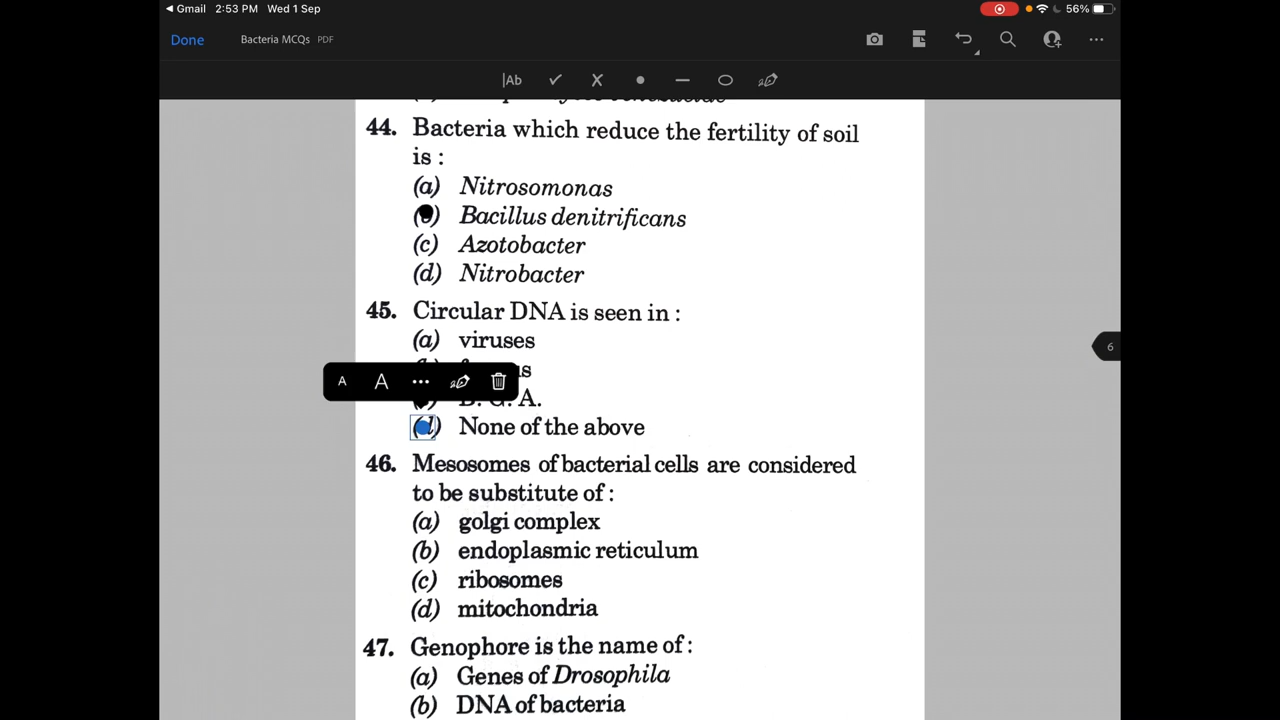 Gmail 2:53 PM Wed 1 Sep 56%
Done Bacteria MCQs PDF
|Ab
44. Bacteria which reduce the fertility of soil
is :
(a) Nitrosomonas
Bacillus denitrificans
(c) Azotobacter
(d) Nitrobacter
45. Circular DNA is seen in :
(a) viruses
A A
B. G. A.
(d) None of the above
46. Mesosomes of bacterial cells are considered
to be substitute of :
(a) golgi complex
(b) endoplasmic reticulum
(c) ribosomes
(d) mitochondria
47. Genophore is the name of :
(a) Genes of Drosophila
(b) DNA of bacteria
6